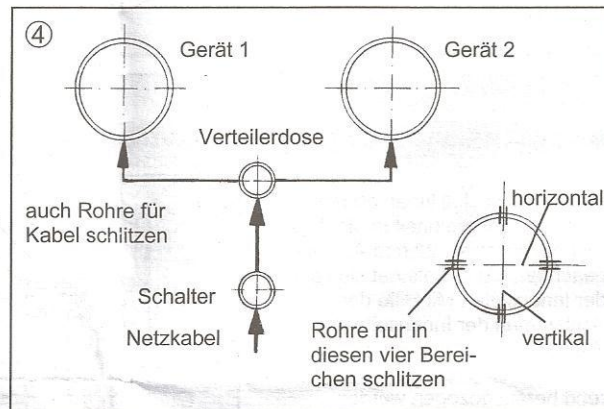 ④
Gerät 1
Gerät 2
Verteilerdose
auch Rohre für
Kabel schlitzen
horizontal
Schalter
Netzkabel
Rohre nur in
diesen vier Berei-
chen schlitzen
vertikal